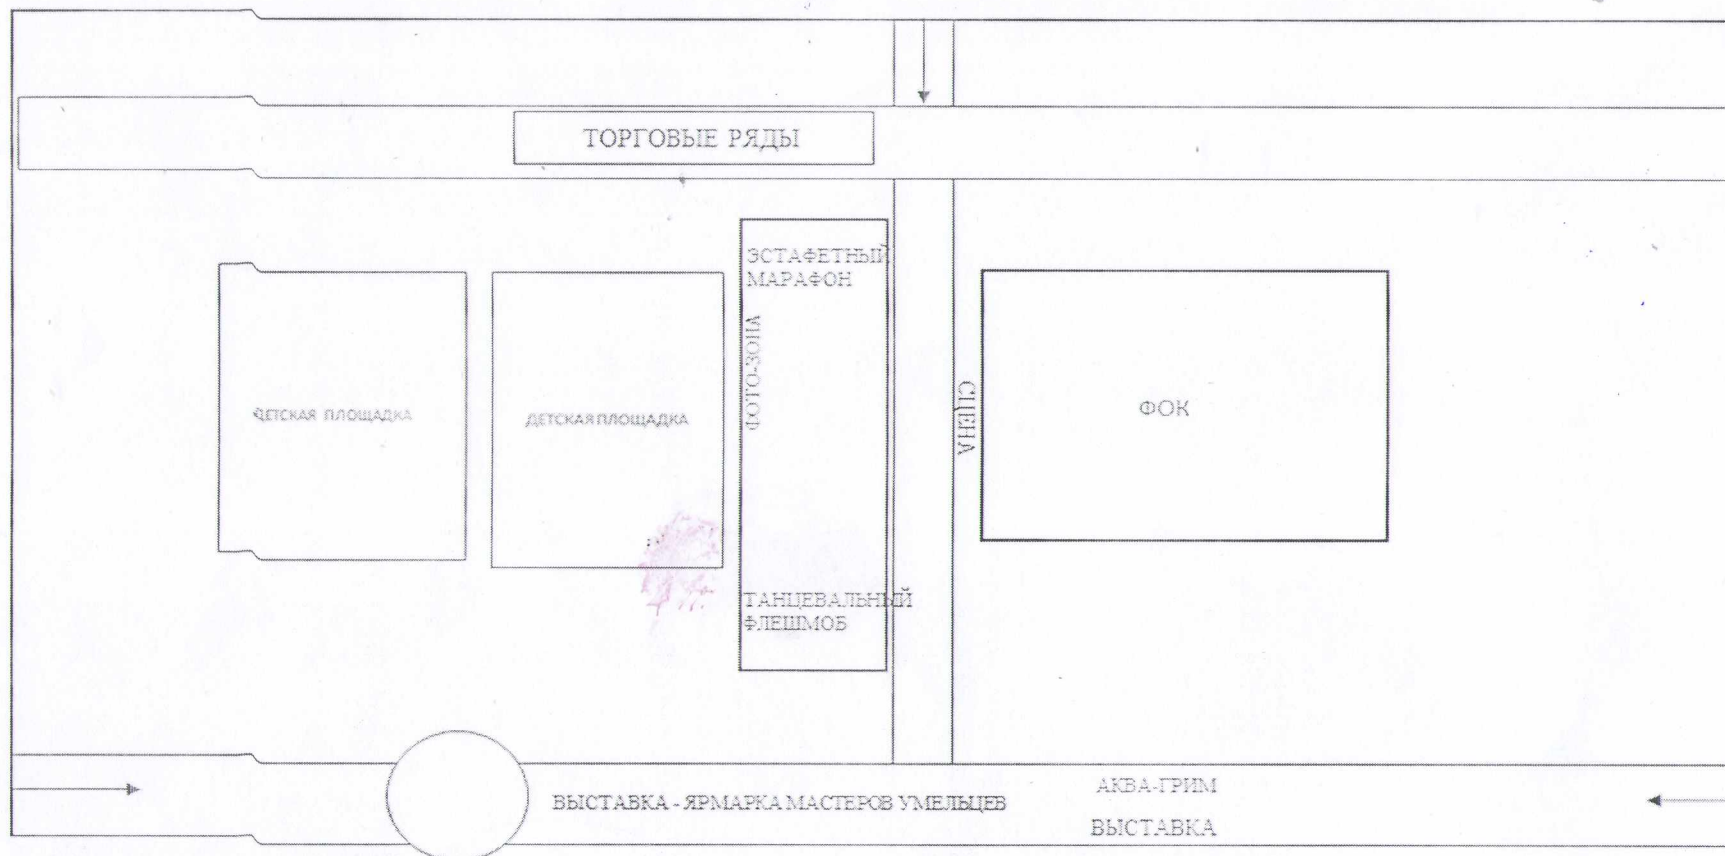 ТОРГОВЫЕ РЯДЫ
ЭСТАФЕТНЫЙ
МАРАФОН
ФОТО-ЗОНА
ДЕТСКАЯ ПЛОЩАДКА
ДЕТСКАЯ ПЛОЩАДКА
СЦЕНА
ФОК
ТАНЦЕВАЛЬНЫЙ
ФЛЕШМОБ
ВЫСТАВКА - ЯРМАРКА МАСТЕРОВ УМЕЛЬЦЕВ
АКВА-ГРИМ
ВЫСТАВКА